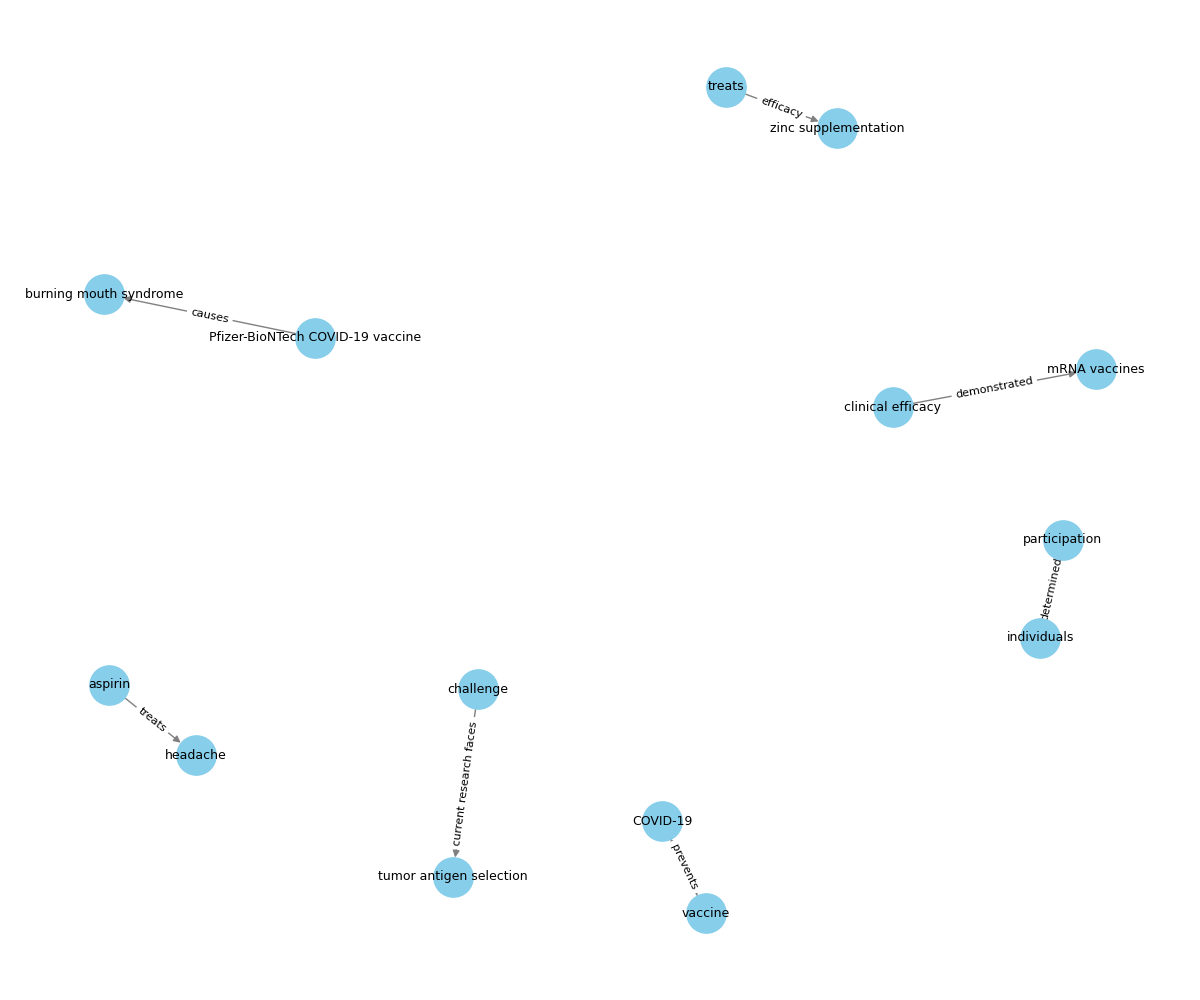 treats
efficacy
zinc supplementation
burning mouth syndrome
causes
Pfizer-BioNTech COVID-19 vaccine
mRNA vaccines
demonstrated
clinical efficacy
participation
determined
individuals
aspirin
treats
headache
challenge
current research faces
tumor antigen selection
COVID-19
prevents
vaccine